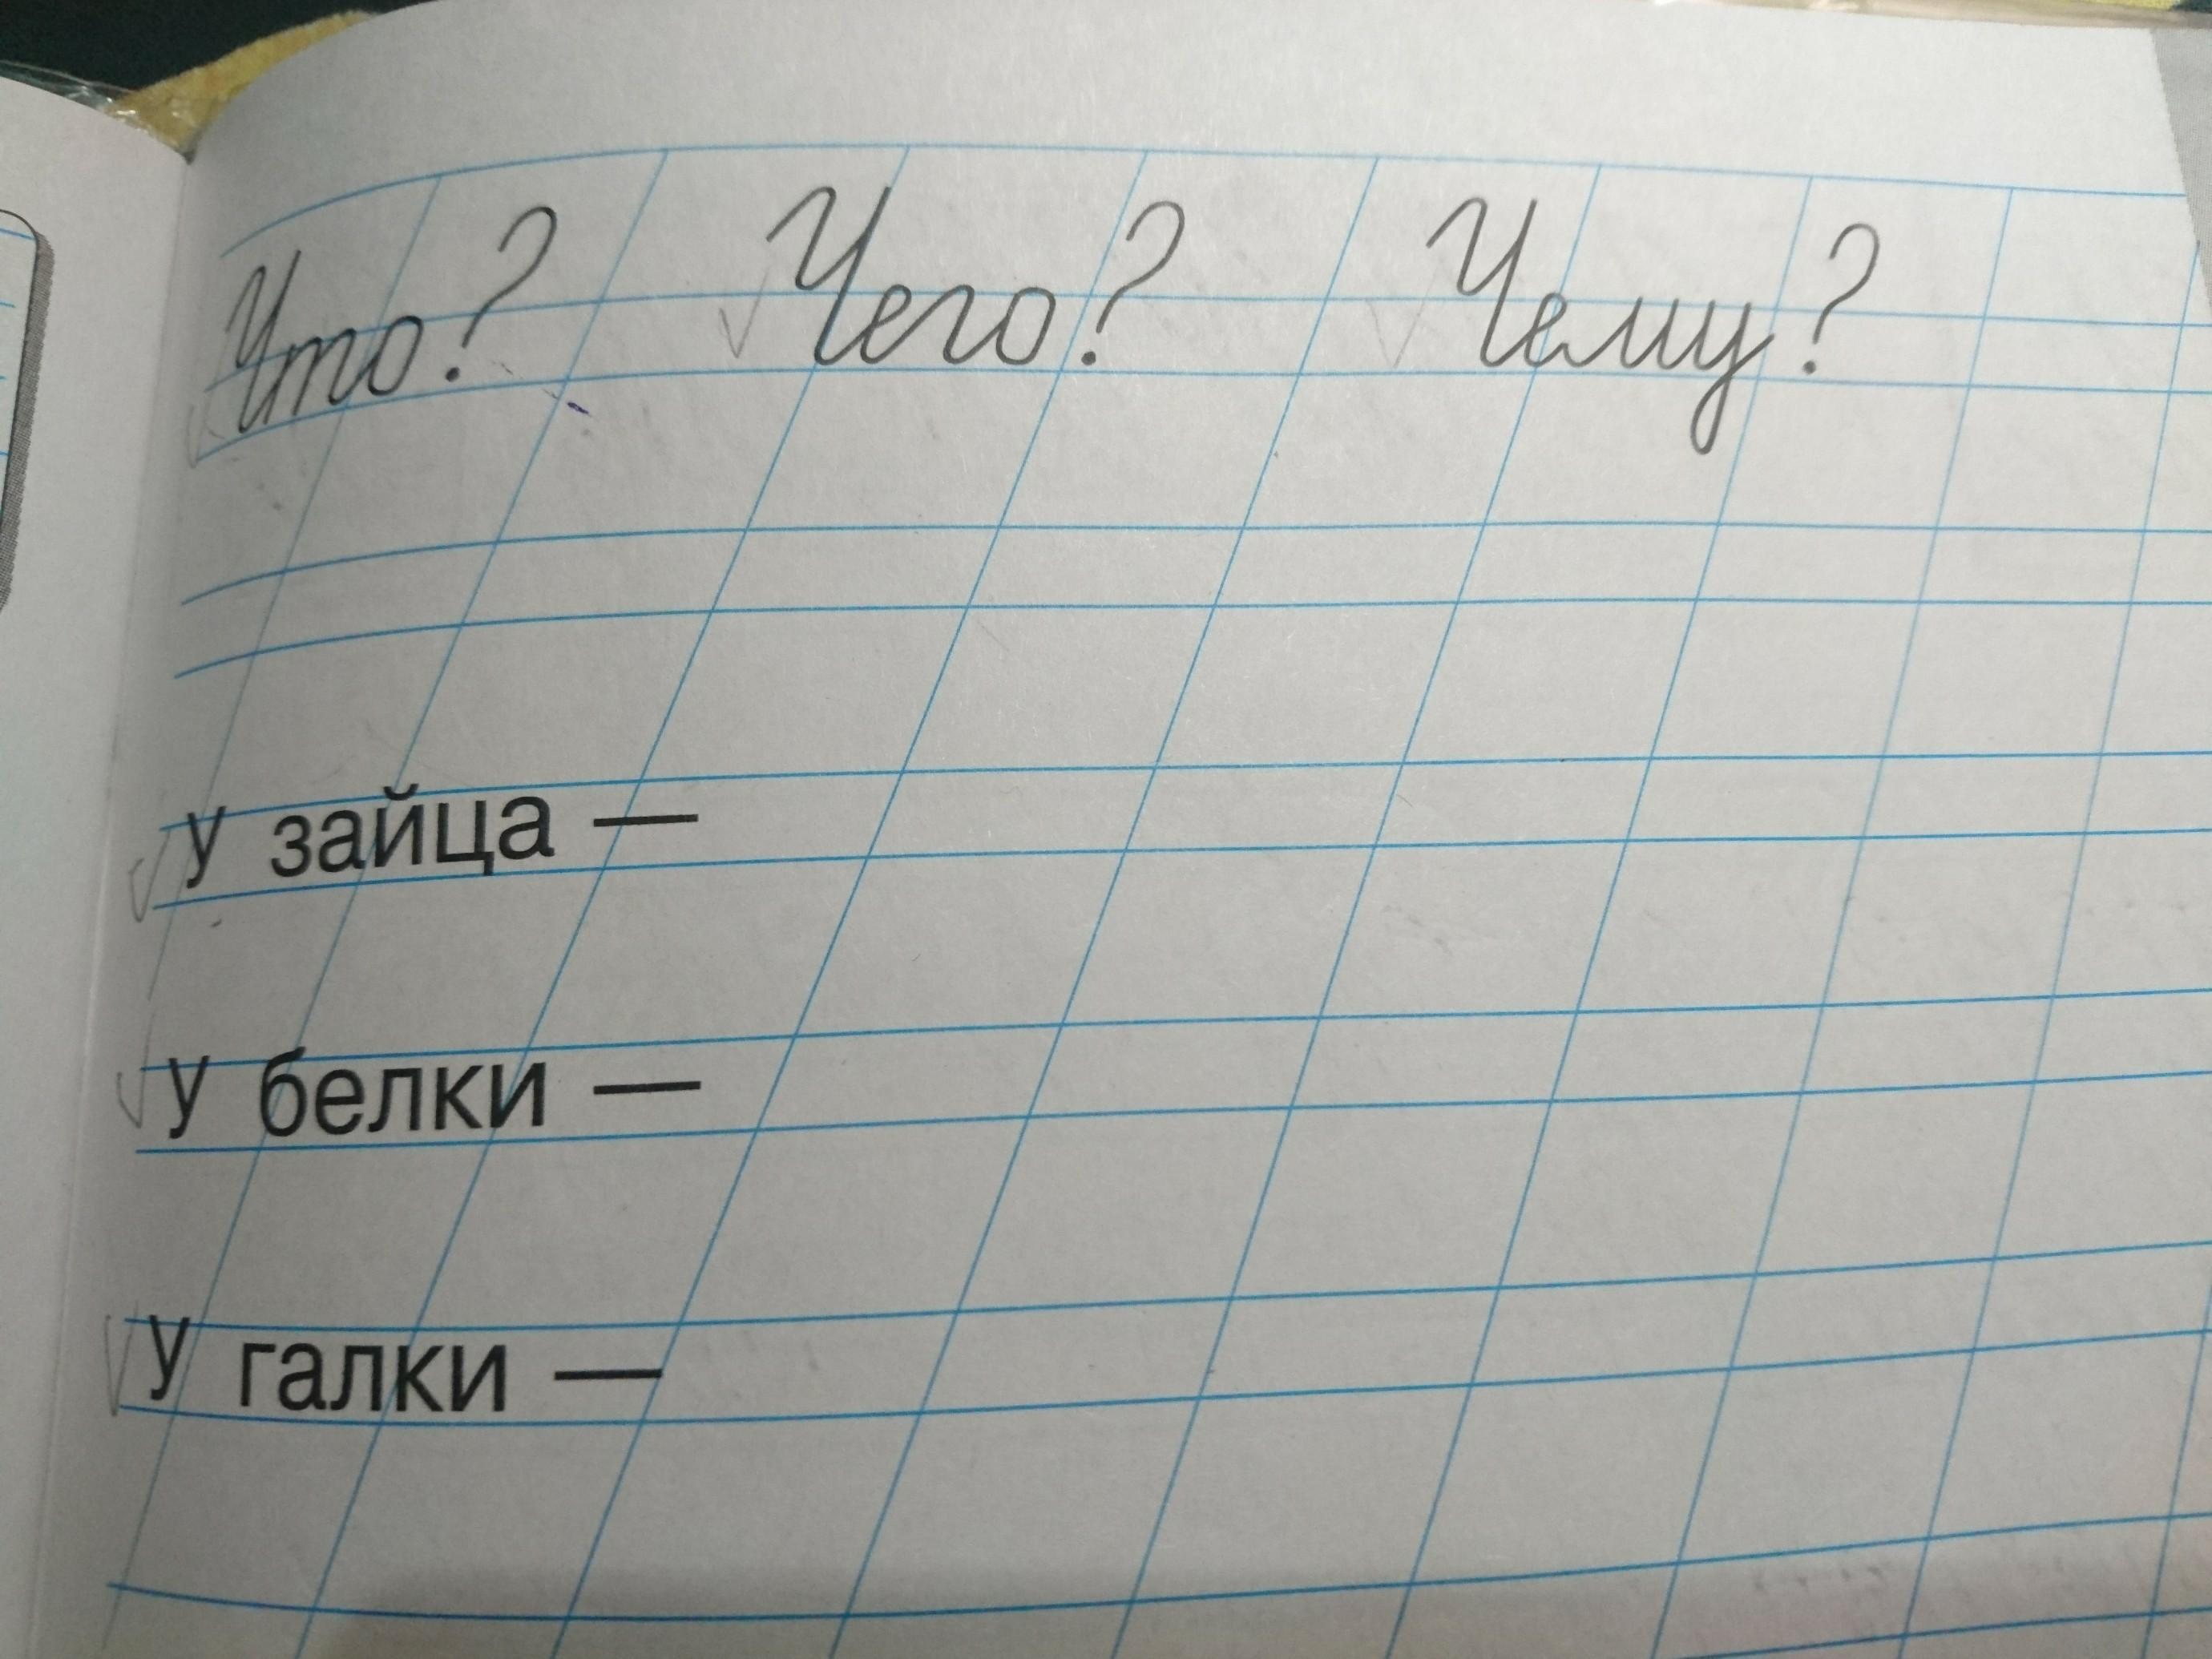 Что? Чего? Чему?
у зайца —
у белки —
у галки —